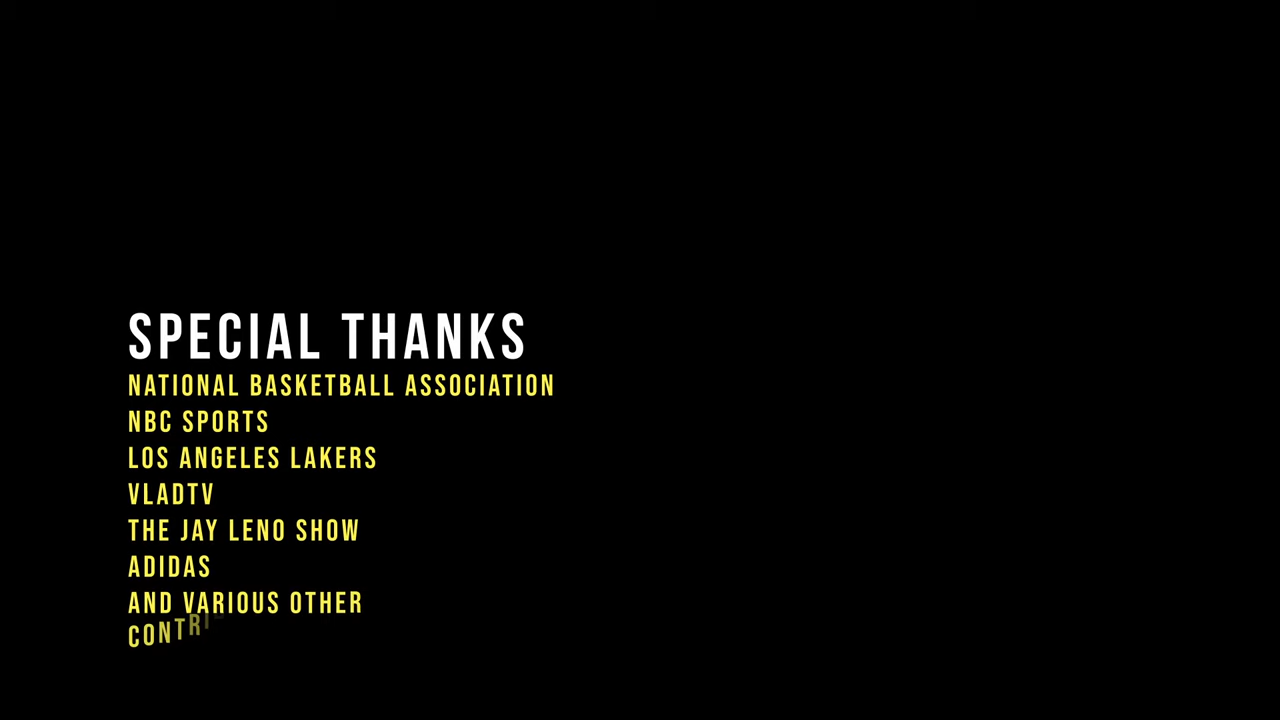 SPECIAL THANKS
NATIONAL BASKETBALL ASSOCIATION
NBC SPORTS
LOS ANGELES LAKERS
VLADTV
THE JAY LENO SHOW
ADIDAS
AND VARIOUS OTHER
CONTRI